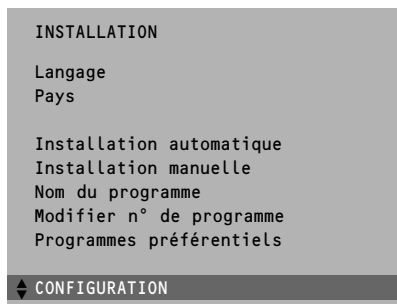 INSTALLATION
Langage
Pays
Installation automatique
Installation manuelle
Nom du programme
Modifier n° de programme
Programmes préférentiels
CONFIGURATION